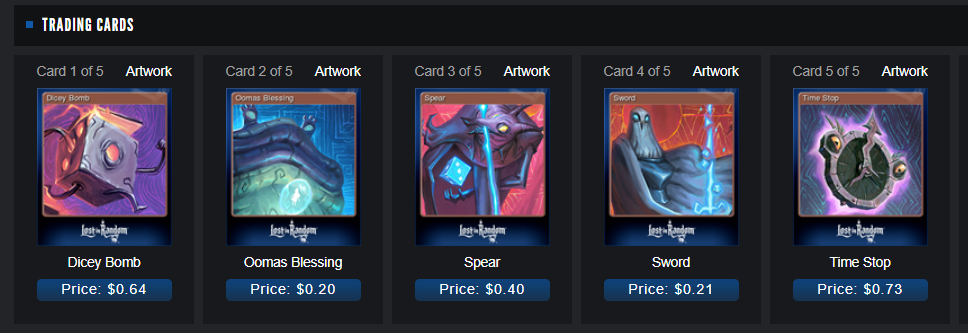 TRADING CARDS
Card 1 of 5 Artwork
Dicey Bomb
Lost in Random
Dicey Bomb
Price: $0.64
Card 2 of 5 Artwork
Oomas Blessing
Lost in Random
Oomas Blessing
Price: $0.20
Card 3 of 5 Artwork
Spear
Lost in Random
Spear
Price: $0.40
Card 4 of 5 Artwork
Sword
Lost in Random
Sword
Price: $0.21
Card 5 of 5 Artwork
Time Stop
Lost in Random
Time Stop
Price: $0.73